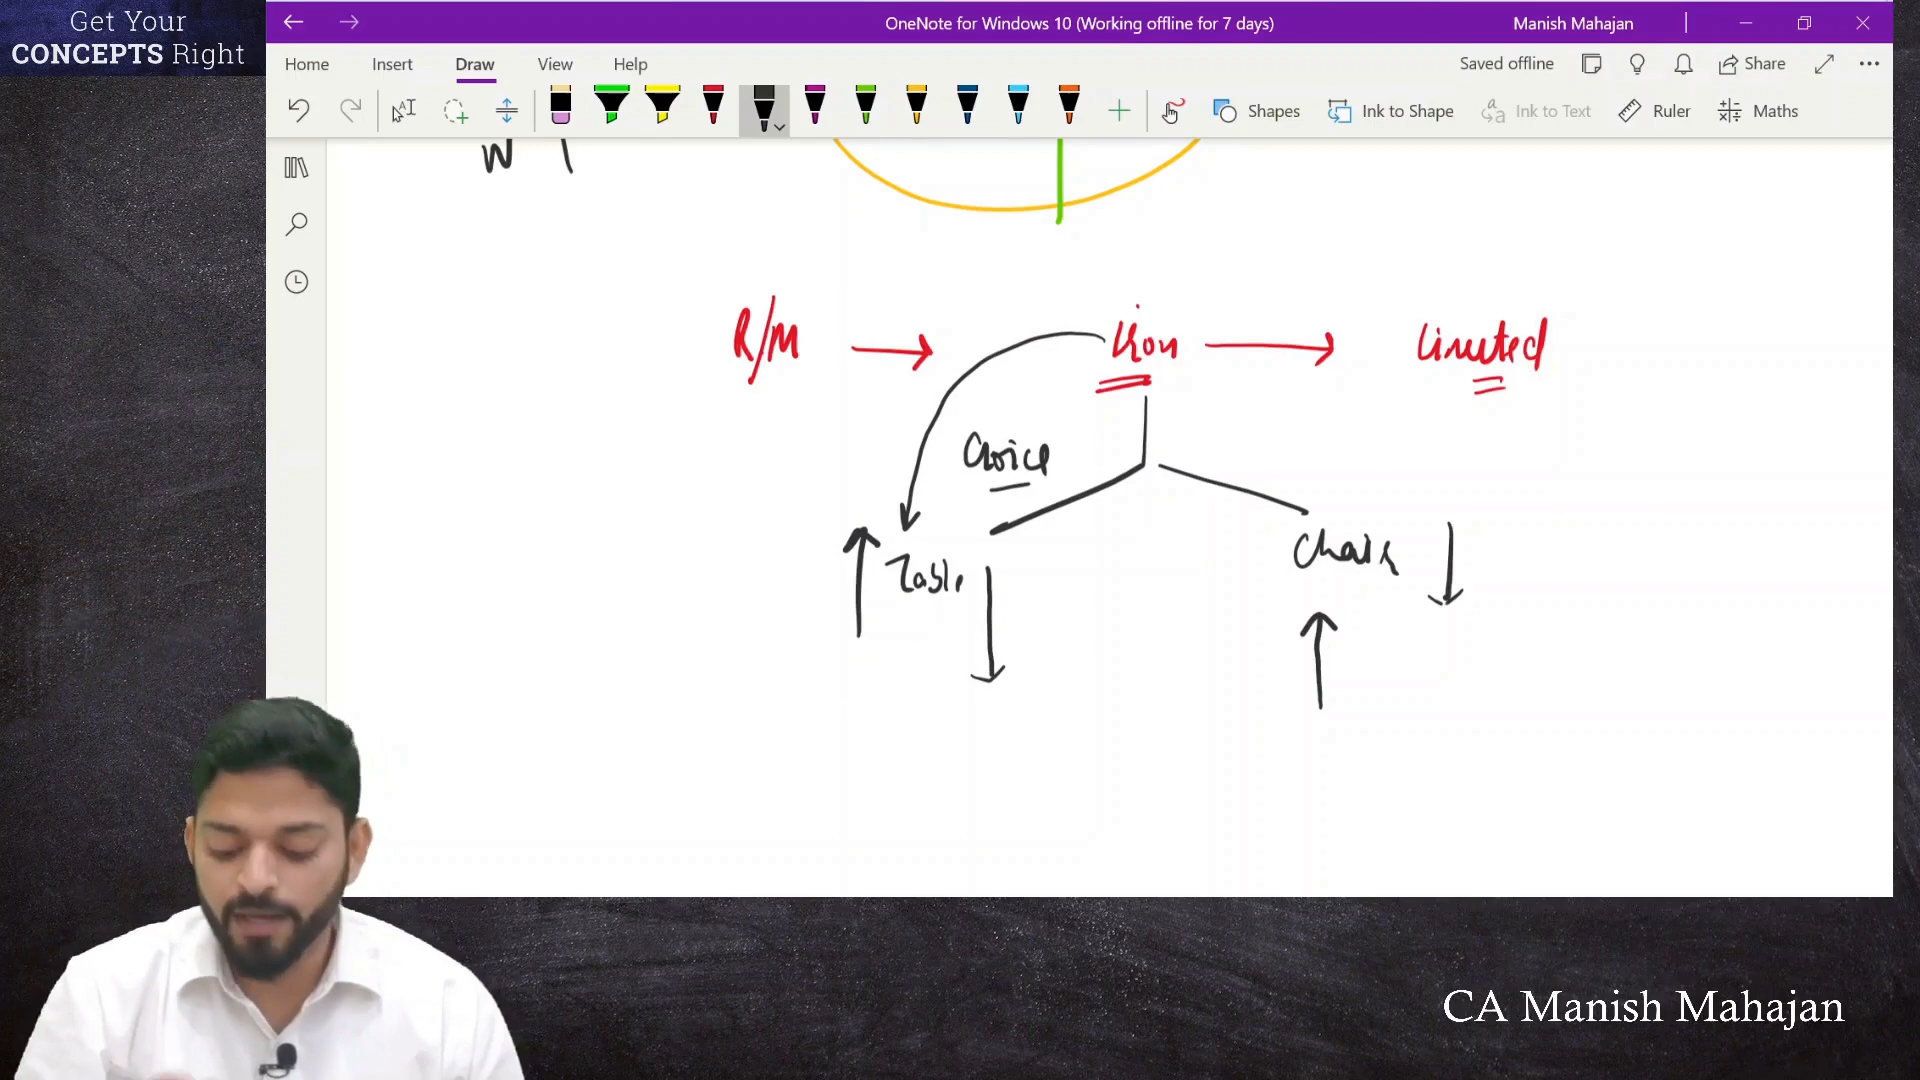 Get Your
CONCEPTS Right
OneNote for Windows 10 (Working offline for 7 days)
Manish Mahajan
Home Insert Draw View Help
Saved offline
Share
Shapes
Ink to Shape
Ink to Text
Ruler
Maths
W
R/M → Iron → Limited
Choice
Table
Chair
CA Manish Mahajan